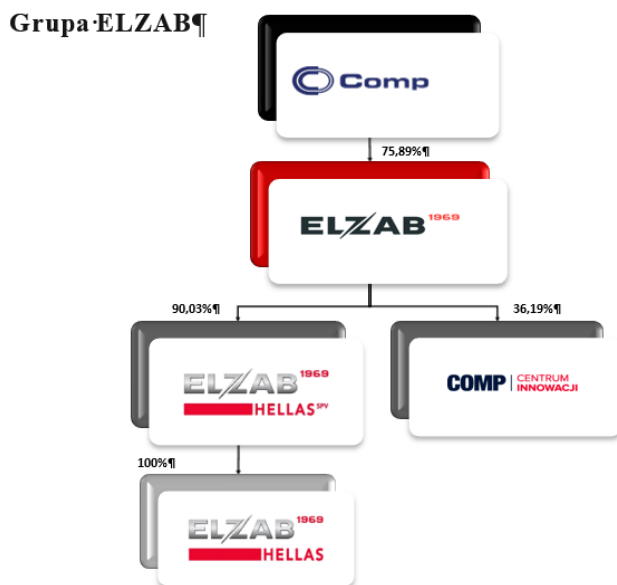 Grupa·ELZAB¶
Comp
75,89%¶
ELZAB 1969
90,03%¶
36,19%¶
ELZAB 1969
HELLAS SPV
COMP | CENTRUM
INNOWACJI
100%¶
ELZAB 1969
HELLAS